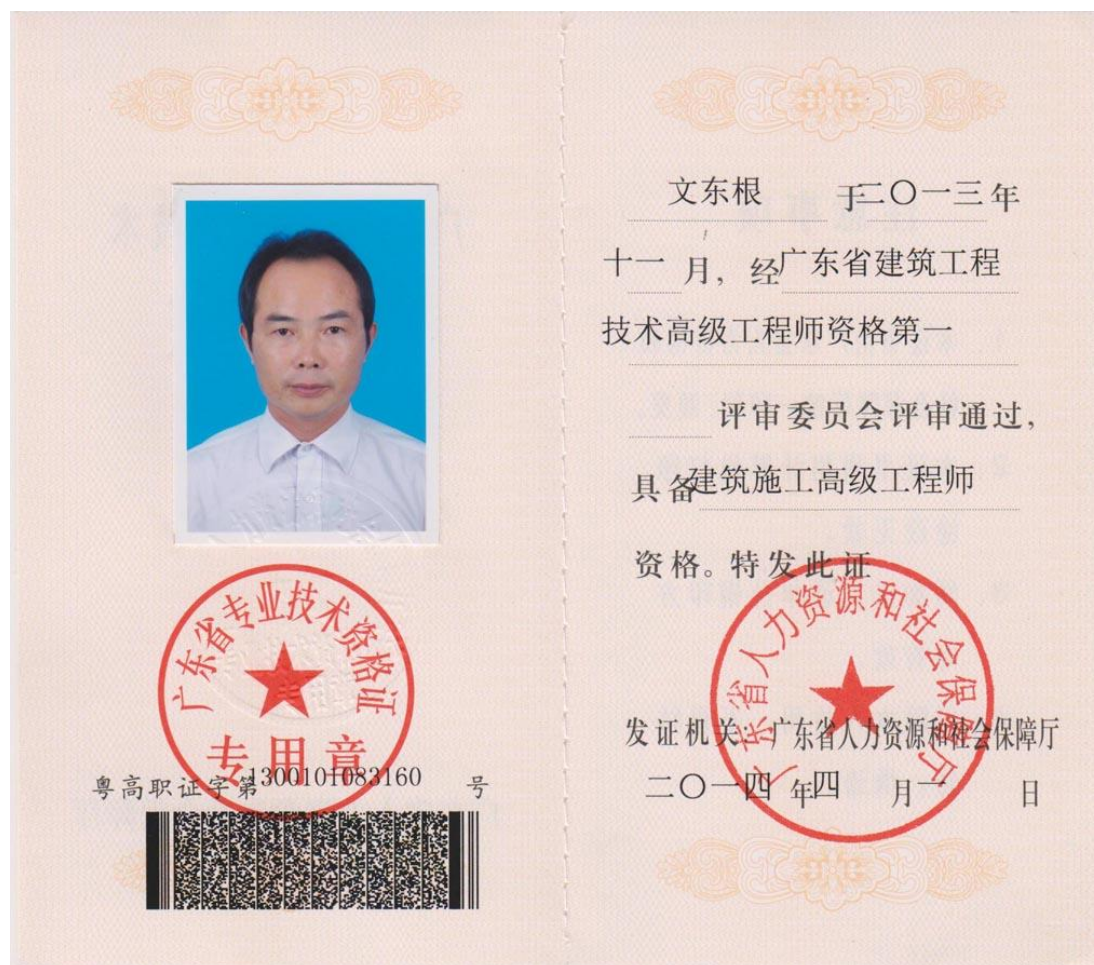 广东省专业技术资格证
专用章
粤高职证字第1300101083160 号
文东根 于二〇一三年
十一 月，经广东省建筑工程
技术高级工程师资格第一
评审委员会评审通过，
具备建筑施工高级工程师
资格。特发此证
广东省人力资源和社会保障厅
发证机关：广东省人力资源和社会保障厅
二〇一四 年四 月一 日